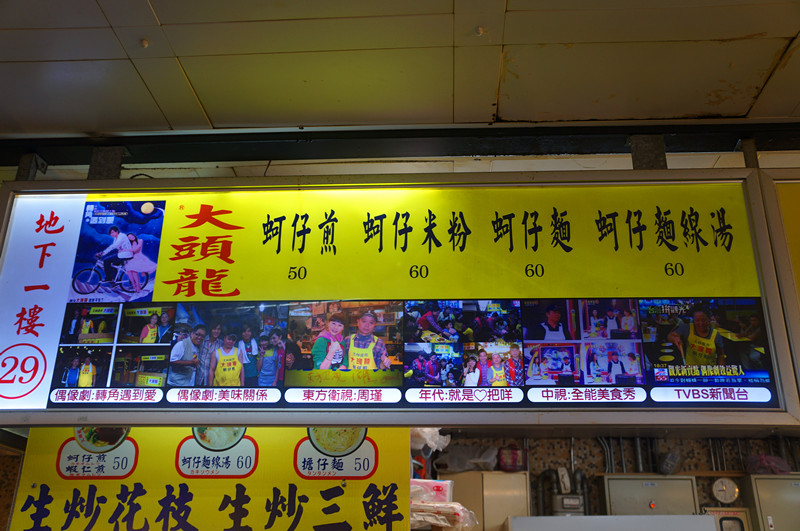 地下一樓
29
大頭龍
蚵仔煎
50
蚵仔米粉
60
蚵仔麵
60
蚵仔麵線湯
60
偶像劇:轉角遇到愛
偶像劇:美味關係
東方衛視:周瑾
年代:就是♡把咩
中視:全能美食秀
TVBS新聞台
蚵仔煎
蝦仁煎
50
蚵仔麵線
60
擔仔麵
50
生炒花枝 生炒三鮮